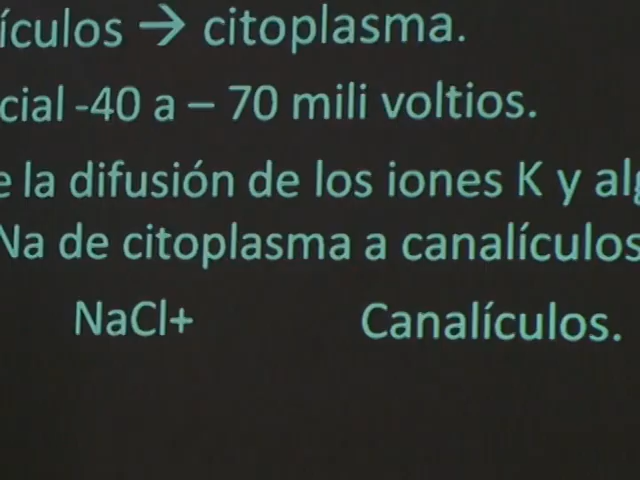 ículos → citoplasma.
cial -40 a – 70 mili voltios.
e la difusión de los iones K y alg
Na de citoplasma a canalículos
NaCl+ Canalículos.